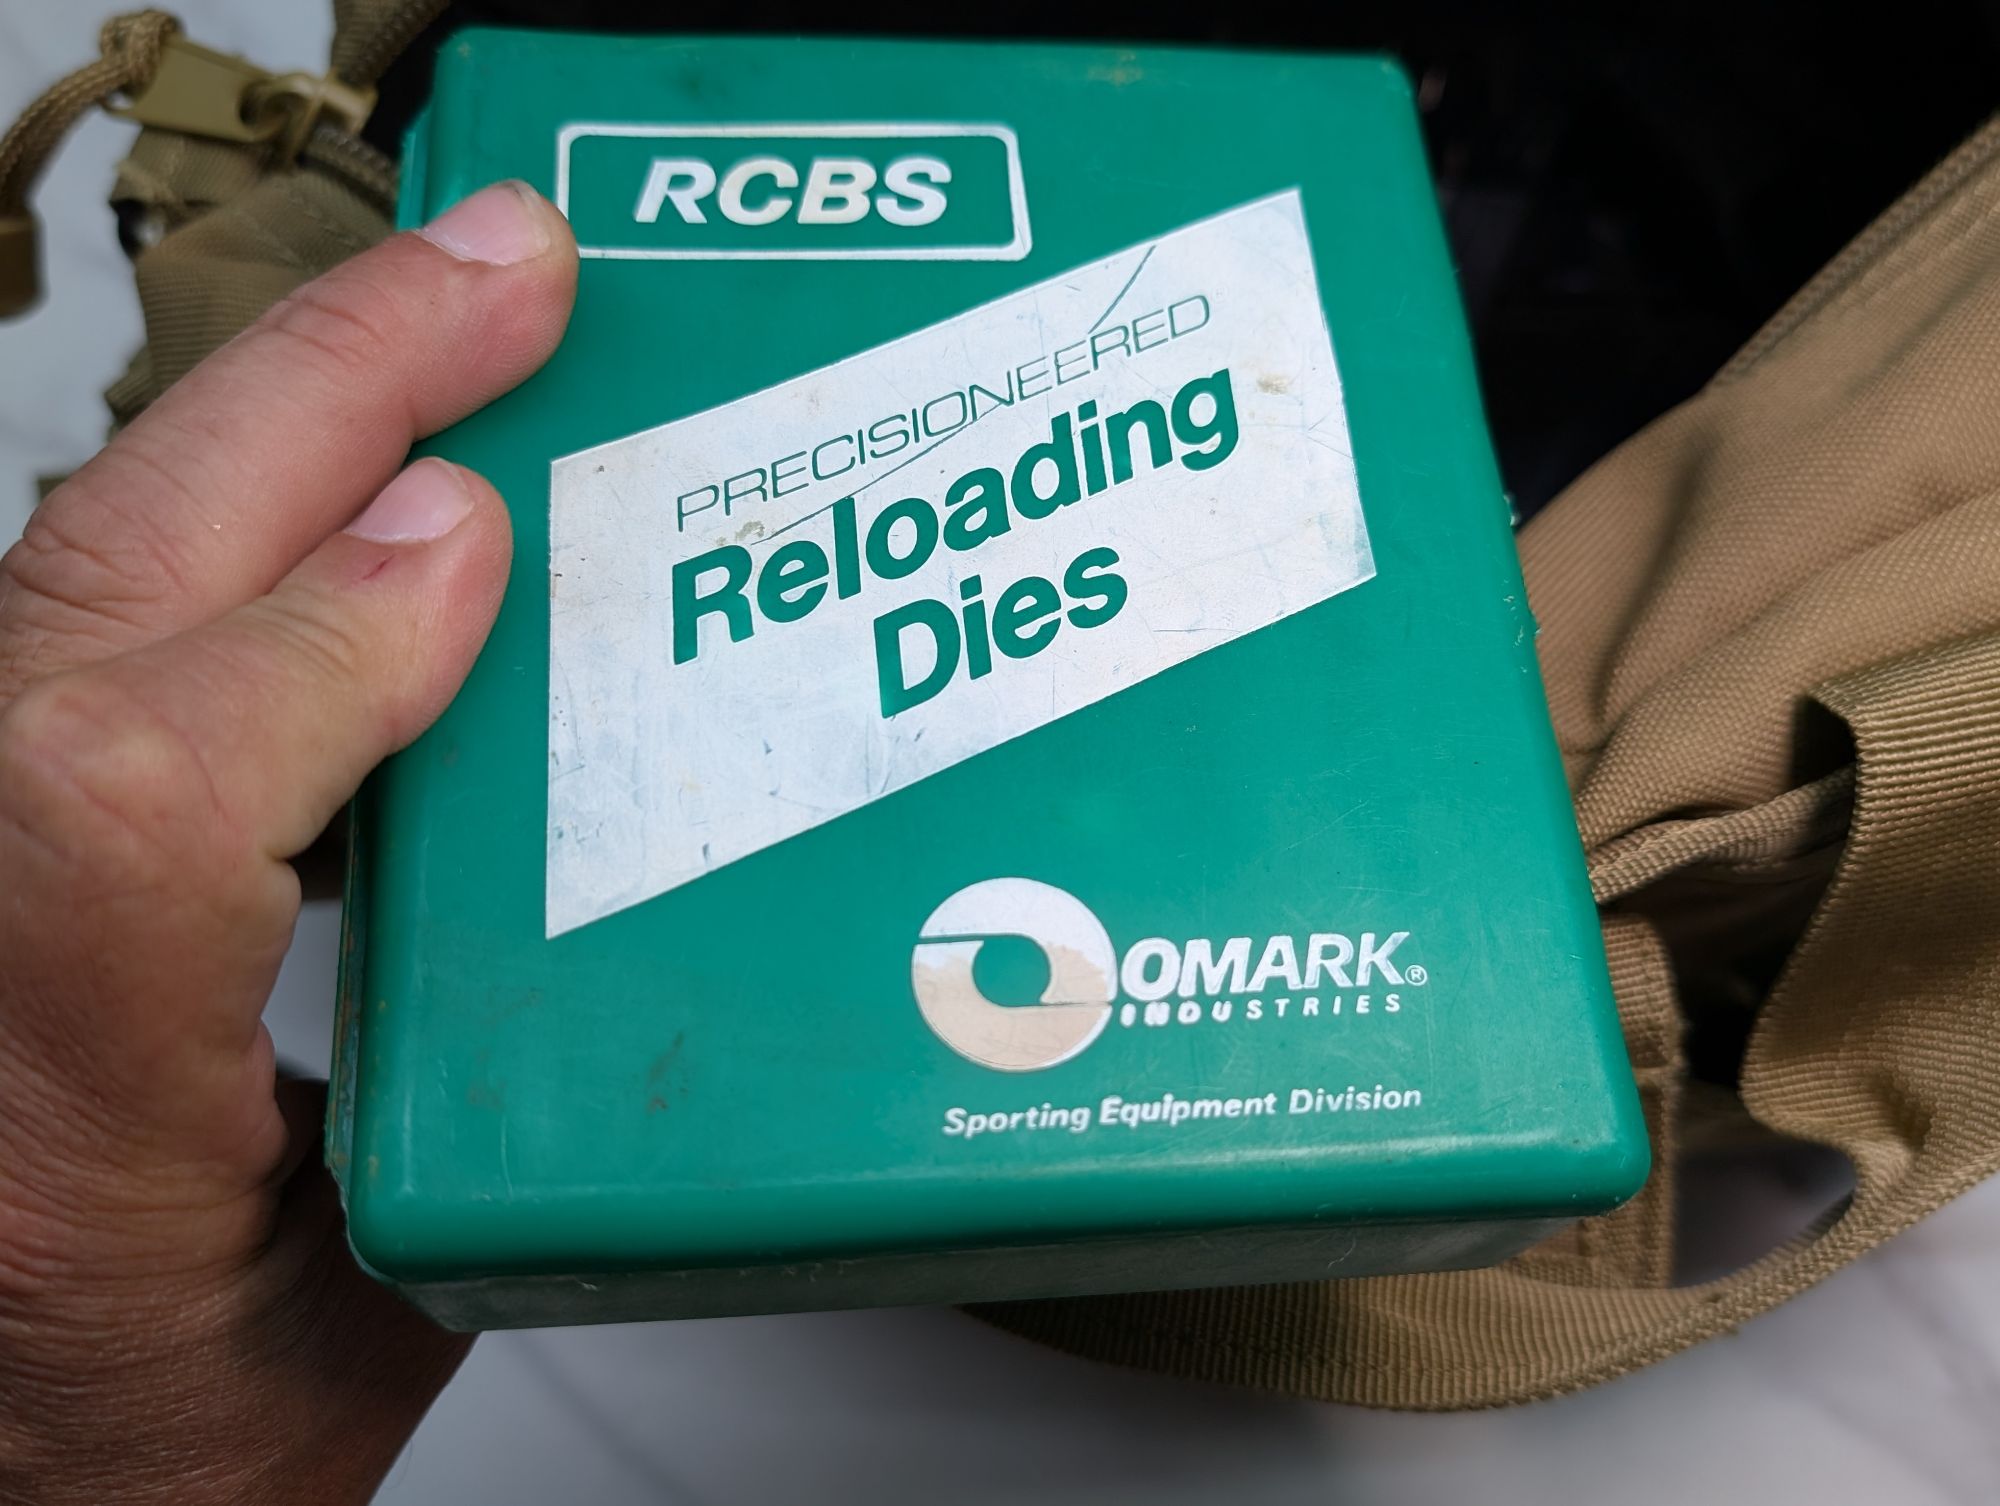 RCBS
PRECISIONEERED
Reloading
Dies
OMARK®
INDUSTRIES
Sporting Equipment Division